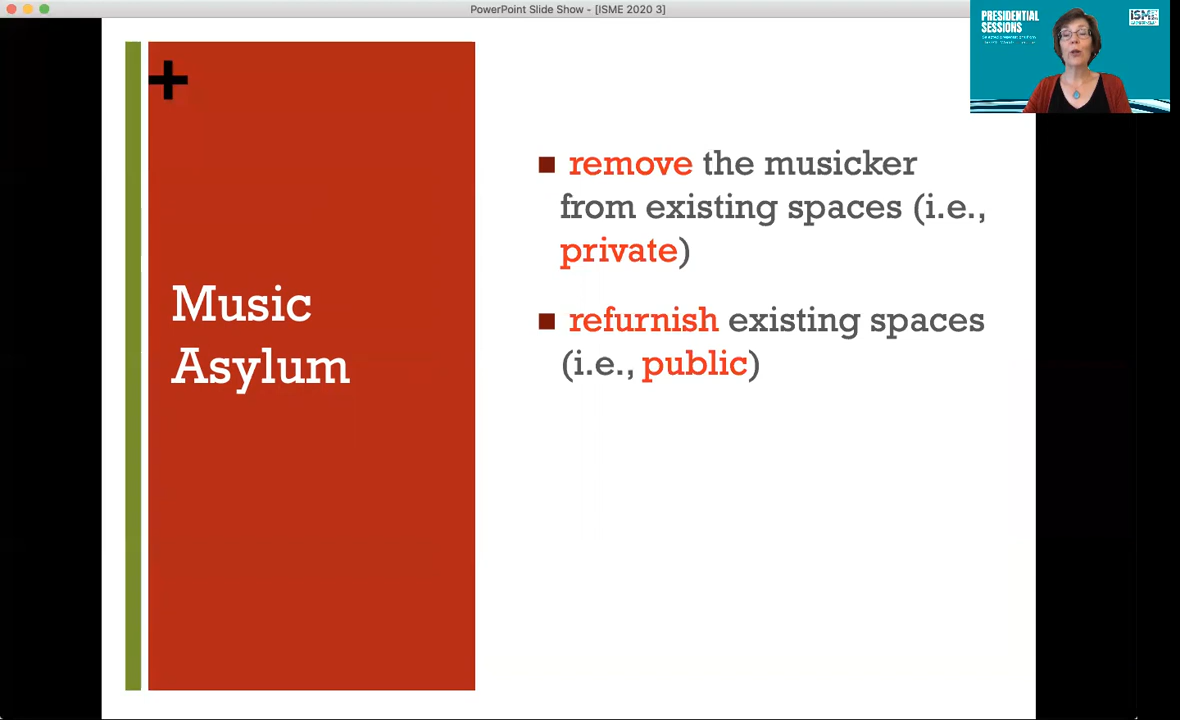 PowerPoint Slide Show - [ISME 2020 3]
PRESIDENTIAL
SESSIONS
ISME
+
Music
Asylum
■ remove the musicker
from existing spaces (i.e.,
private)
■ refurnish existing spaces
(i.e., public)